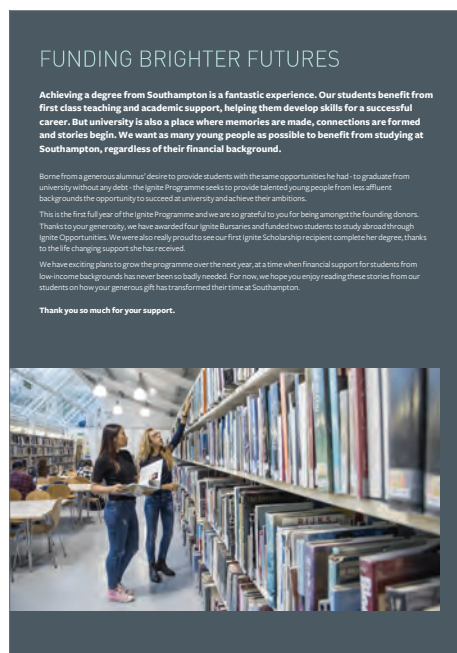 FUNDING BRIGHTER FUTURES
Achieving a degree from Southampton is a fantastic experience. Our students benefit from
first class teaching and academic support, helping them develop skills for a successful
career. But university is also a place where memories are made, connections are formed
and stories begin. We want as many young people as possible to benefit from studying at
Southampton, regardless of their financial background.
Borne from a generous alumnus' desire to provide students with the same opportunities he had - to graduate from
university without any debt - the Ignite Programme seeks to provide talented young people from less affluent
backgrounds the opportunity to succeed at university and achieve their ambitions.
This is the first full year of the Ignite Programme and we are so grateful to you for being amongst the founding donors.
Thanks to your generosity, we have awarded four Ignite Bursaries and funded two students to study abroad through
Ignite Opportunities. We were also really proud to see our first Ignite Scholarship recipient complete her degree, thanks
to the life changing support she has received.
We have exciting plans to grow the programme over the next year, at a time when financial support for students from
low-income backgrounds has never been so badly needed. For now, we hope you enjoy reading these stories from our
students on how your generous gift has transformed their time at Southampton.
Thank you so much for your support.